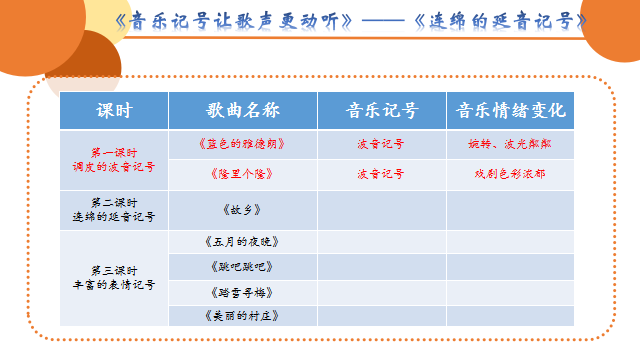 《音乐记号让歌声更动听》——《连绵的延音记号》
课时 歌曲名称 音乐记号 音乐情绪变化
第一课时
调皮的波音记号
《蓝色的雅德朗》 波音记号 婉转、波光粼粼
《隆里个隆》 波音记号 戏剧色彩浓郁
第二课时
连绵的延音记号
《故乡》
第三课时
丰富的表情记号
《五月的夜晚》
《跳吧跳吧》
《踏雪寻梅》
《美丽的村庄》